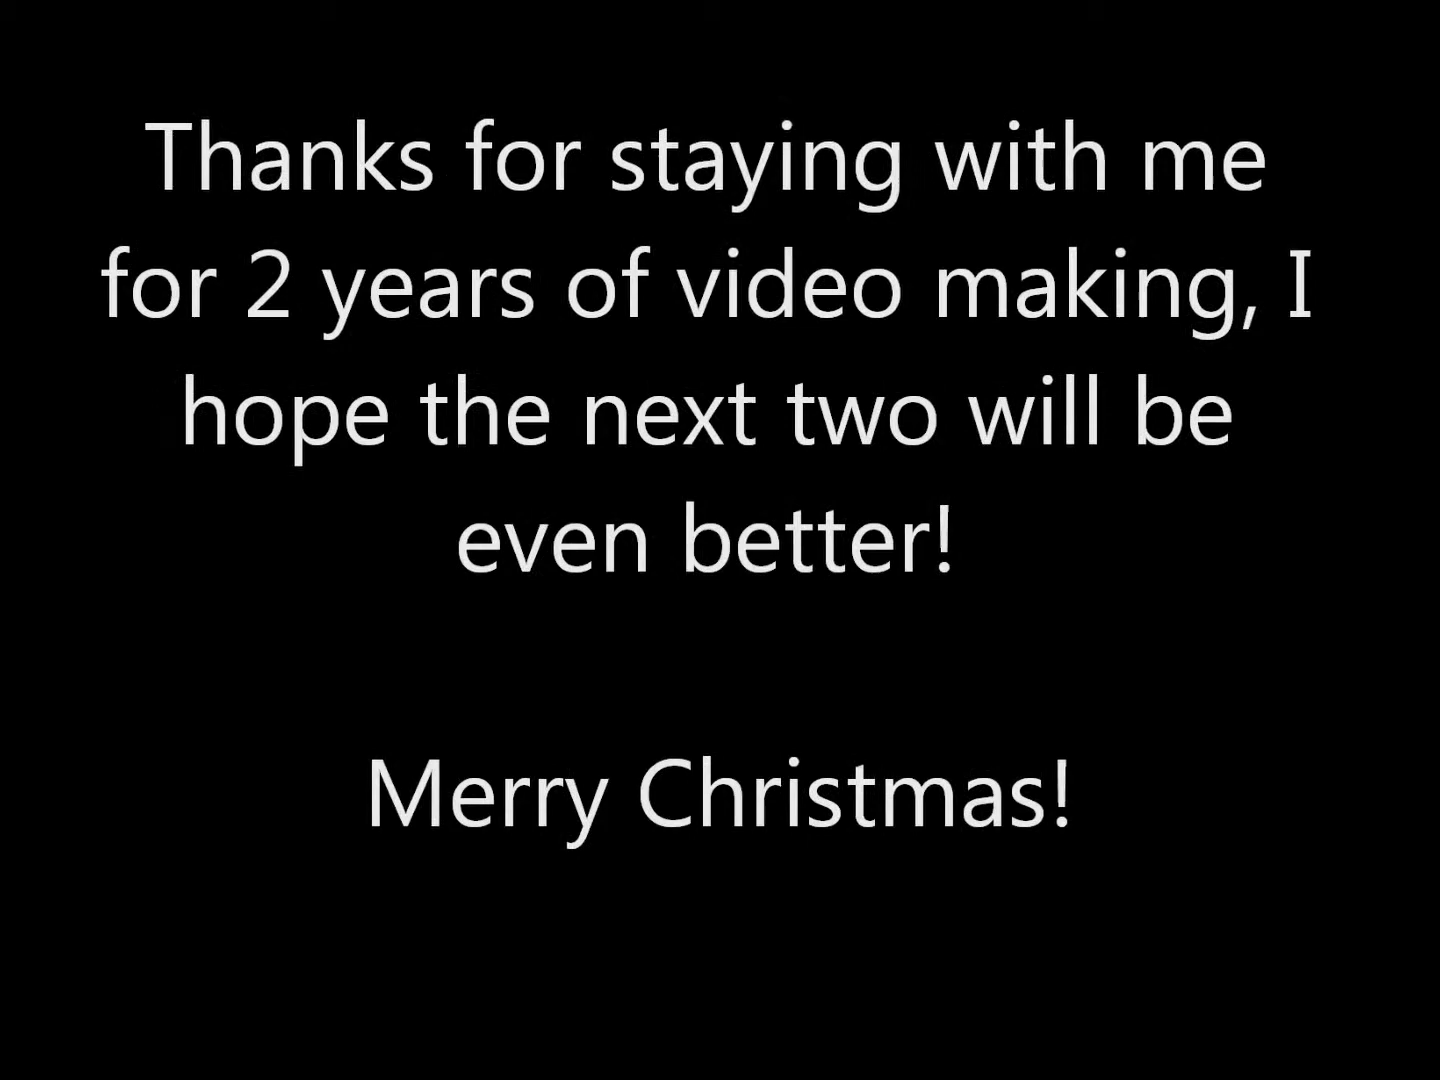 Thanks for staying with me
for 2 years of video making, I
hope the next two will be
even better!
Merry Christmas!